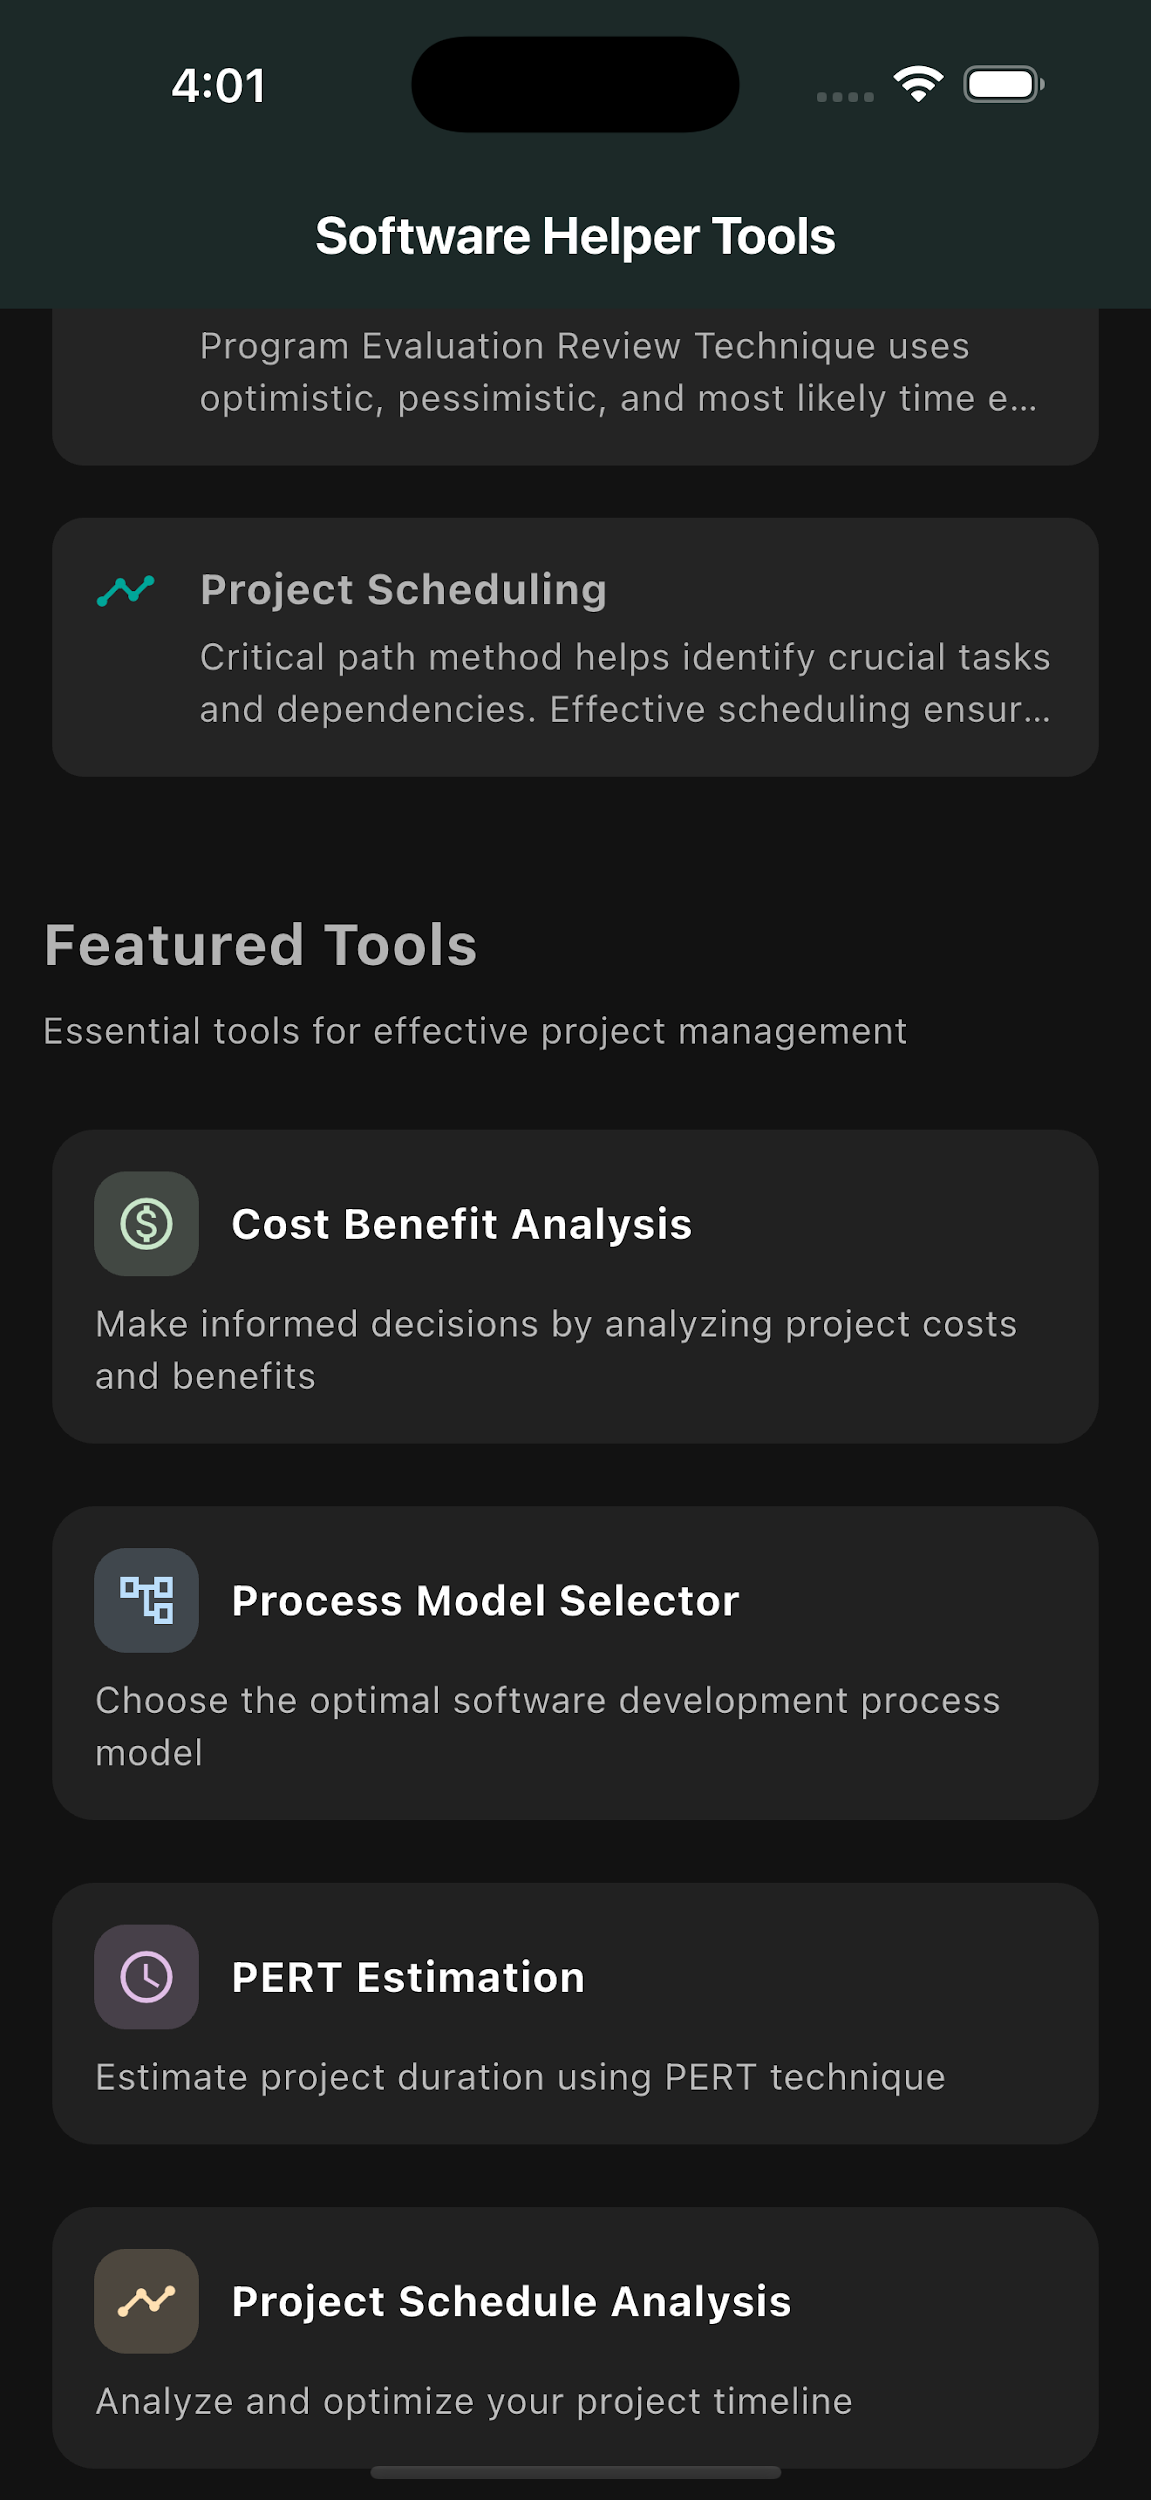 4:01
Software Helper Tools
Program Evaluation Review Technique uses
optimistic, pessimistic, and most likely time e...
Project Scheduling
Critical path method helps identify crucial tasks
and dependencies. Effective scheduling ensur...
Featured Tools
Essential tools for effective project management
Cost Benefit Analysis
Make informed decisions by analyzing project costs
and benefits
Process Model Selector
Choose the optimal software development process
model
PERT Estimation
Estimate project duration using PERT technique
Project Schedule Analysis
Analyze and optimize your project timeline